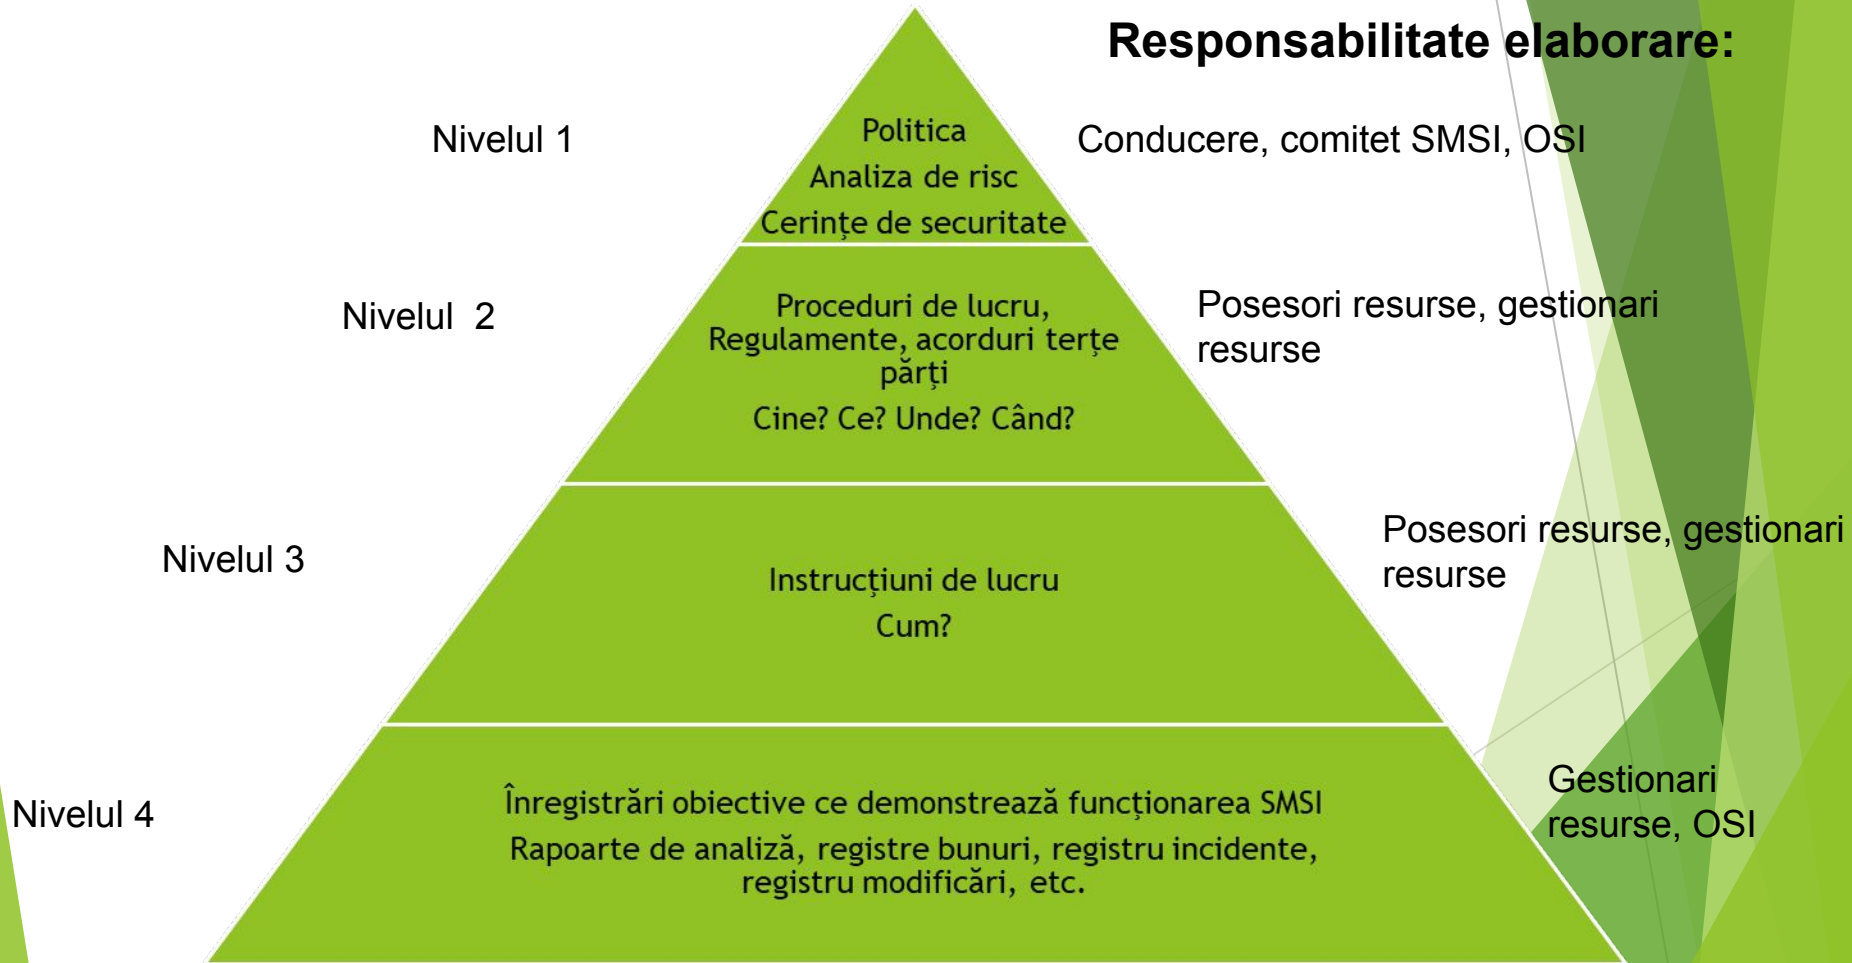 Responsabilitate elaborare:
Nivelul 1
Politica
Analiza de risc
Cerințe de securitate
Conducere, comitet SMSI, OSI
Nivelul 2
Proceduri de lucru,
Regulamente, acorduri terțe
părți
Cine? Ce? Unde? Când?
Posesori resurse, gestionari
resurse
Nivelul 3
Instrucțiuni de lucru
Cum?
Posesori resurse, gestionari
resurse
Nivelul 4
Înregistrări obiective ce demonstrează funcționarea SMSI
Rapoarte de analiză, registre bunuri, registru incidente,
registru modificări, etc.
Gestionari
resurse, OSI